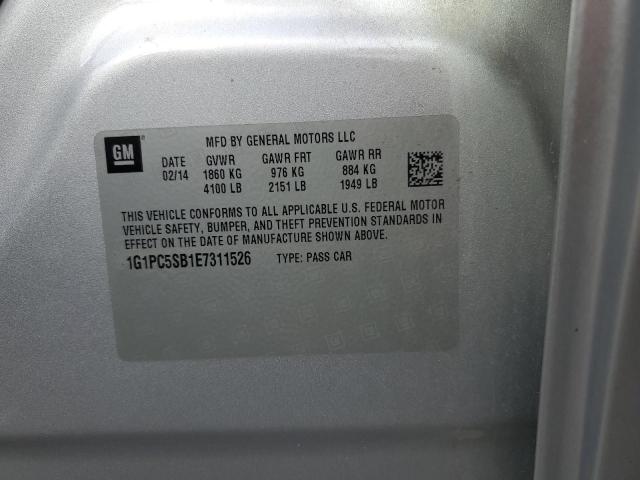 GM
MFD BY GENERAL MOTORS LLC
DATE GVWR GAWR FRT GAWR RR
02/14 1860 KG 976 KG 884 KG
4100 LB 2151 LB 1949 LB
THIS VEHICLE CONFORMS TO ALL APPLICABLE U.S. FEDERAL MOTOR
VEHICLE SAFETY, BUMPER, AND THEFT PREVENTION STANDARDS IN
EFFECT ON THE DATE OF MANUFACTURE SHOWN ABOVE.
1G1PC5SB1E7311526 TYPE: PASS CAR